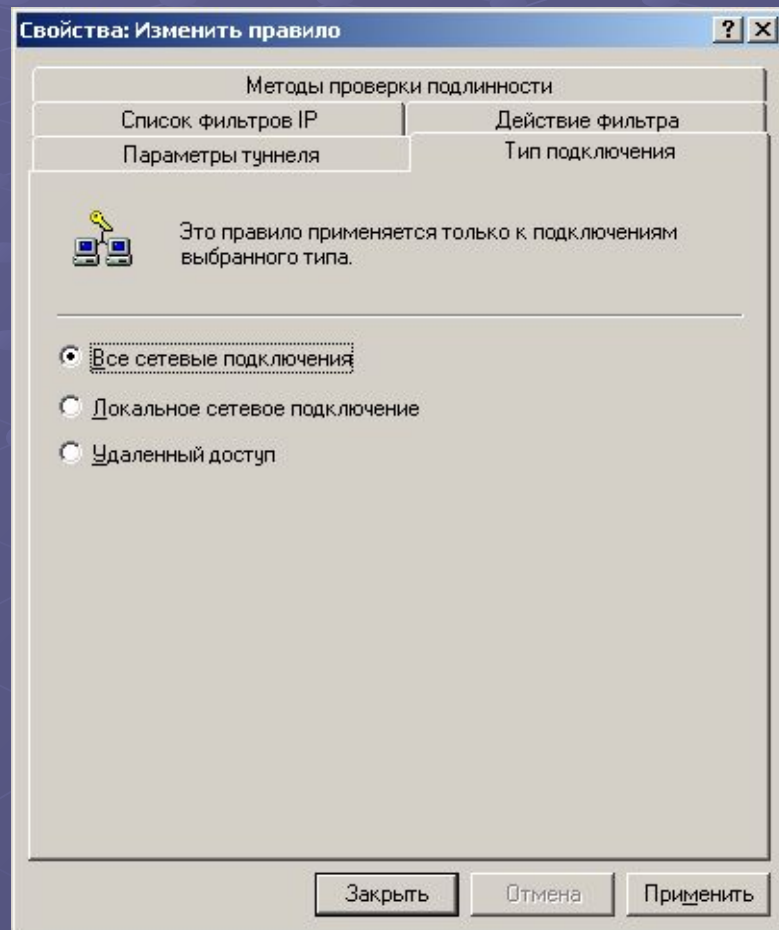 Свойства: Изменить правило
Методы проверки подлинности
Список фильтров IP
Действие фильтра
Параметры туннеля
Тип подключения
Это правило применяется только к подключениям
выбранного типа.
Все сетевые подключения
Локальное сетевое подключение
Удаленный доступ
Закрыть
Отмена
Применить